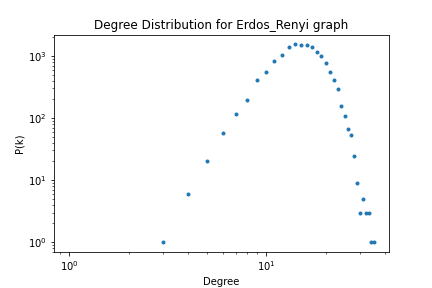 Degree Distribution for Erdos_Renyi graph
P(k)
10³
10²
10¹
10⁰
10⁰ 10¹
Degree